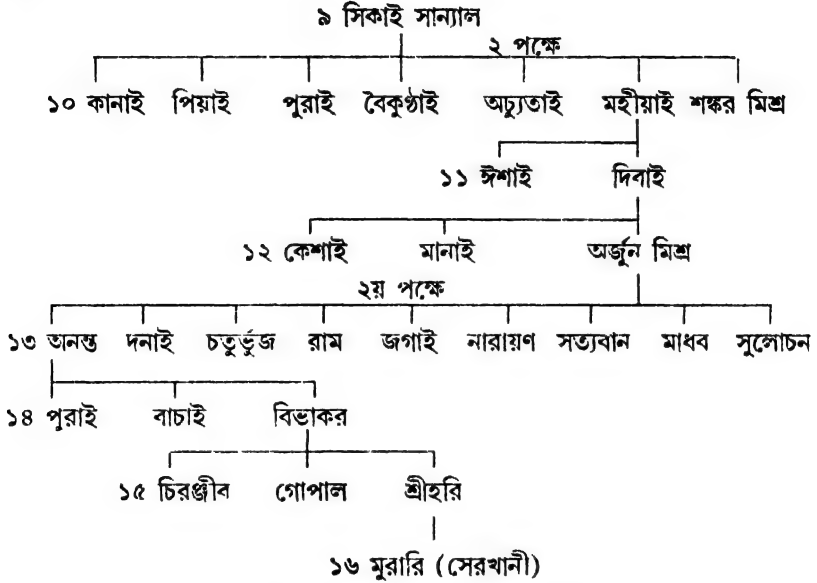 ৯ সিকাই সান্যাল
২ পক্ষে
১০ কানাই পিয়াই পুরাই বৈকুণ্ঠাই অচ্যুতাই মহীয়াই শঙ্কর মিশ্র
১১ ঈশাই দিবাই
১২ কেশাই মানাই অর্জুন মিশ্র
২য় পক্ষে
১৩ অনন্ত দনাই চতুর্ভুজ রাম জগাই নারায়ণ সত্যবান মাধব সুলোচন
১৪ পুরাই বাচাই বিভাকর
১৫ চিরঞ্জীব গোপাল শ্রীহরি
১৬ মুরারি (সেরখানী)